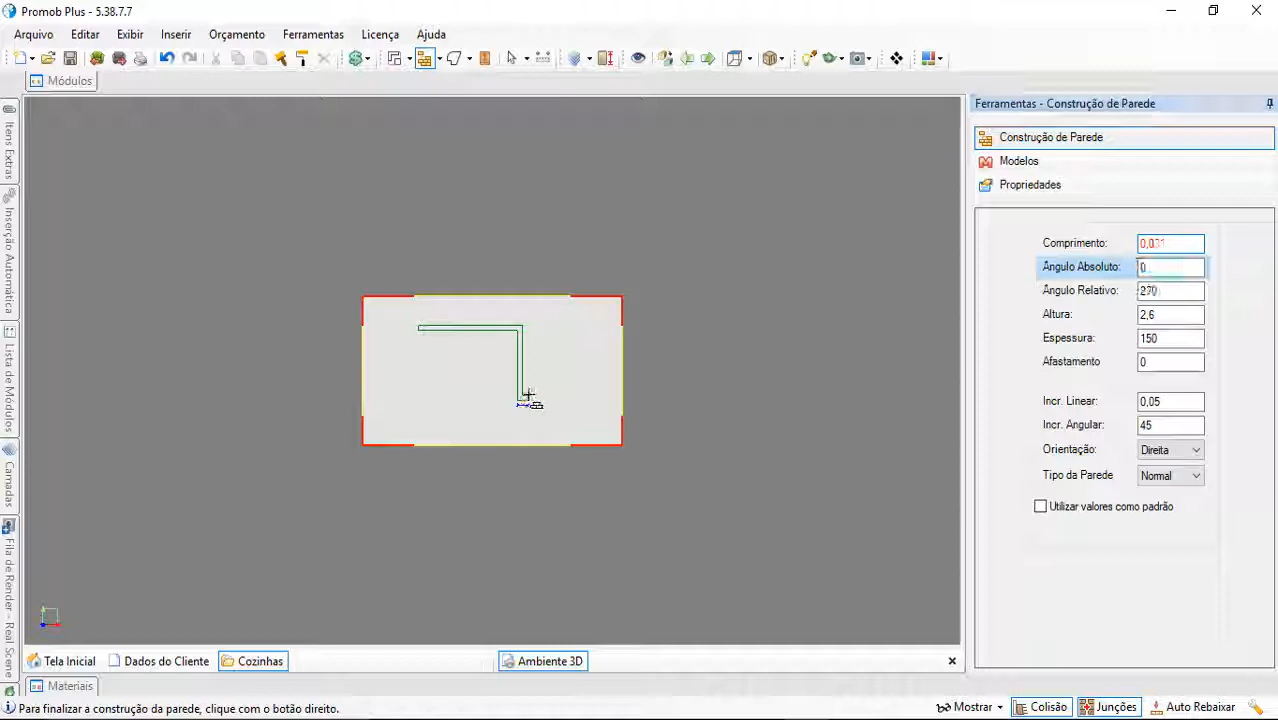 Promob Plus - 5.38.7.7
Arquivo Editar Exibir Inserir Orçamento Ferramentas Licença Ajuda
Módulos
Itens Extras
Inserção Automática
Lista de Módulos
Camadas
Fila de Render - Real Scene
Ferramentas - Construção de Parede
Construção de Parede
Modelos
Propriedades
Comprimento: 0,031
Angulo Absoluto: 0
Angulo Relativo: 270
Altura: 2,6
Espessura: 150
Afastamento 0
Incr. Linear: 0,05
Incr. Angular: 45
Orientação: Direita
Tipo da Parede Normal
Utilizar valores como padrão
Tela Inicial Dados do Cliente Cozinhas Ambiente 3D
Materiais
Para finalizar a construção da parede, clique com o botão direito.
Mostrar Colisão Junções Auto Rebaixar